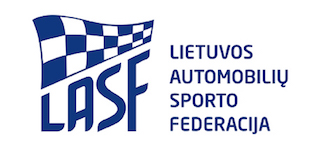 LASF
LIETUVOS
AUTOMOBILIŲ
SPORTO
FEDERACIJA